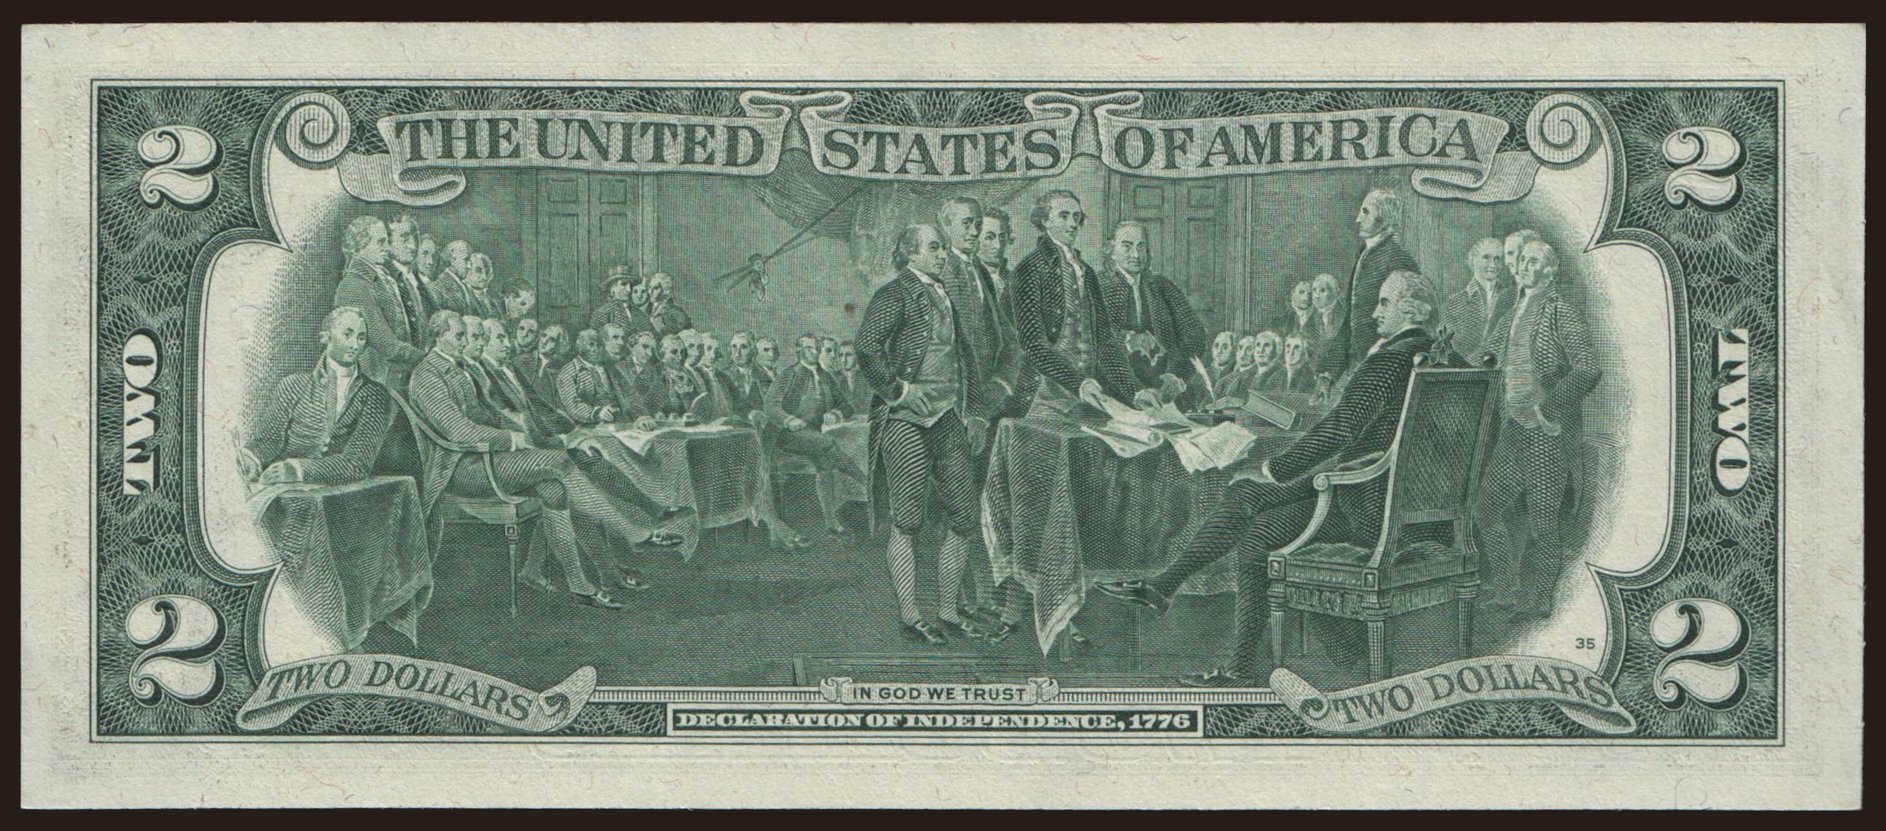 2
THE UNITED STATES OF AMERICA
2
TWO
TWO
35
2
TWO DOLLARS
IN GOD WE TRUST
TWO DOLLARS
2
DECLARATION OF INDEPENDENCE, 1776